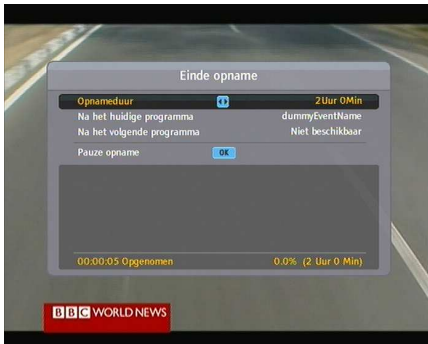 Einde opname
Opnameduur 2Uur 0Min
Na het huidige programma dummyEventName
Na het volgende programma Niet beschikbaar
Pauze opname OK
00:00:05 Opgenomen 0.0% (2 Uur 0 Min)
BBC WORLD NEWS